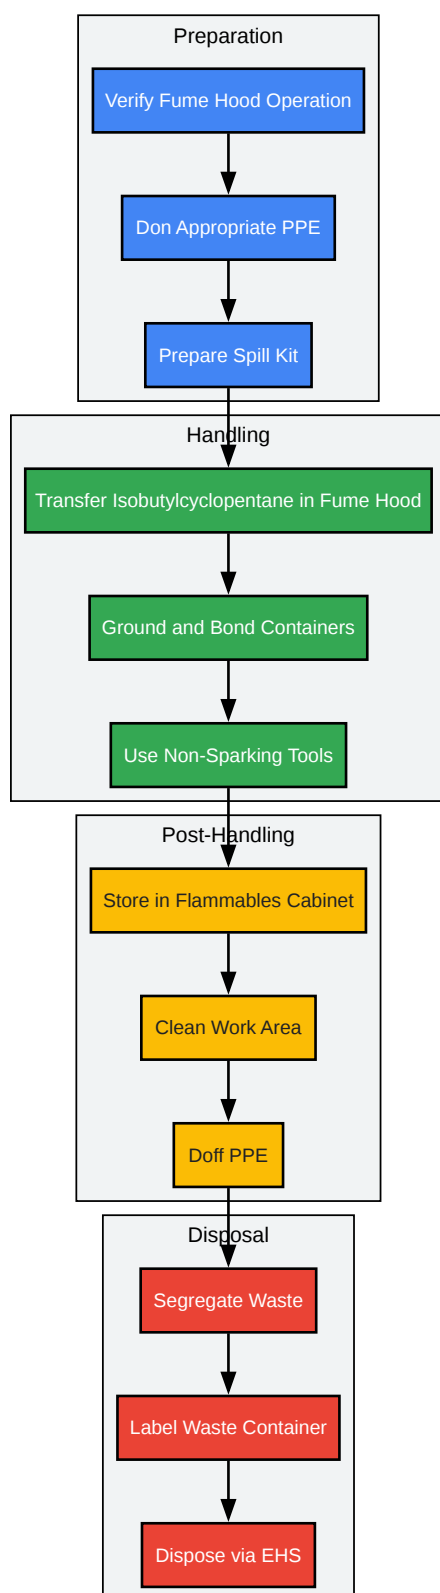 Preparation
Verify Fume Hood Operation
Don Appropriate PPE
Prepare Spill Kit
Handling
Transfer Isobutylcyclopentane in Fume Hood
Ground and Bond Containers
Use Non-Sparking Tools
Post-Handling
Store in Flammables Cabinet
Clean Work Area
Doff PPE
Disposal
Segregate Waste
Label Waste Container
Dispose via EHS